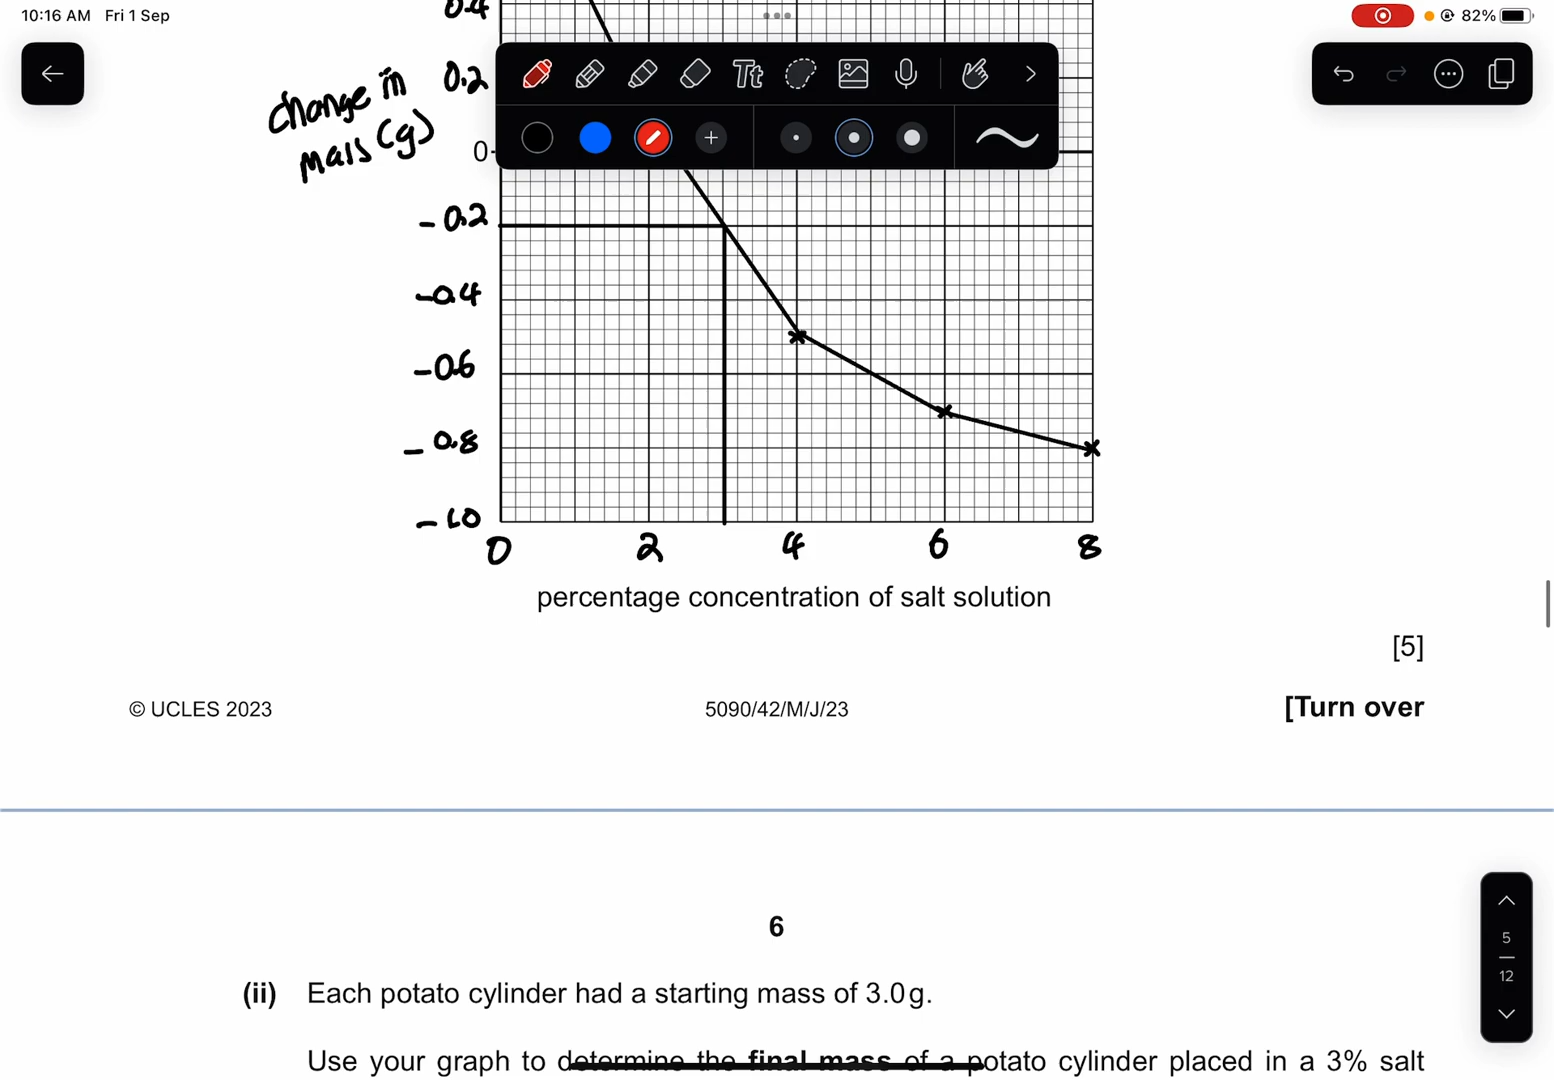 10:16 AM Fri 1 Sep
82%
0.4
0.2
Tt
change in
mass (g)
0
- 0.2
-0.4
-0.6
- 0.8
- 1.0
0 2 4 6 8
percentage concentration of salt solution
[5]
© UCLES 2023 5090/42/M/J/23 [Turn over
6
5
12
(ii) Each potato cylinder had a starting mass of 3.0 g.
Use your graph to determine the final mass of a potato cylinder placed in a 3% salt